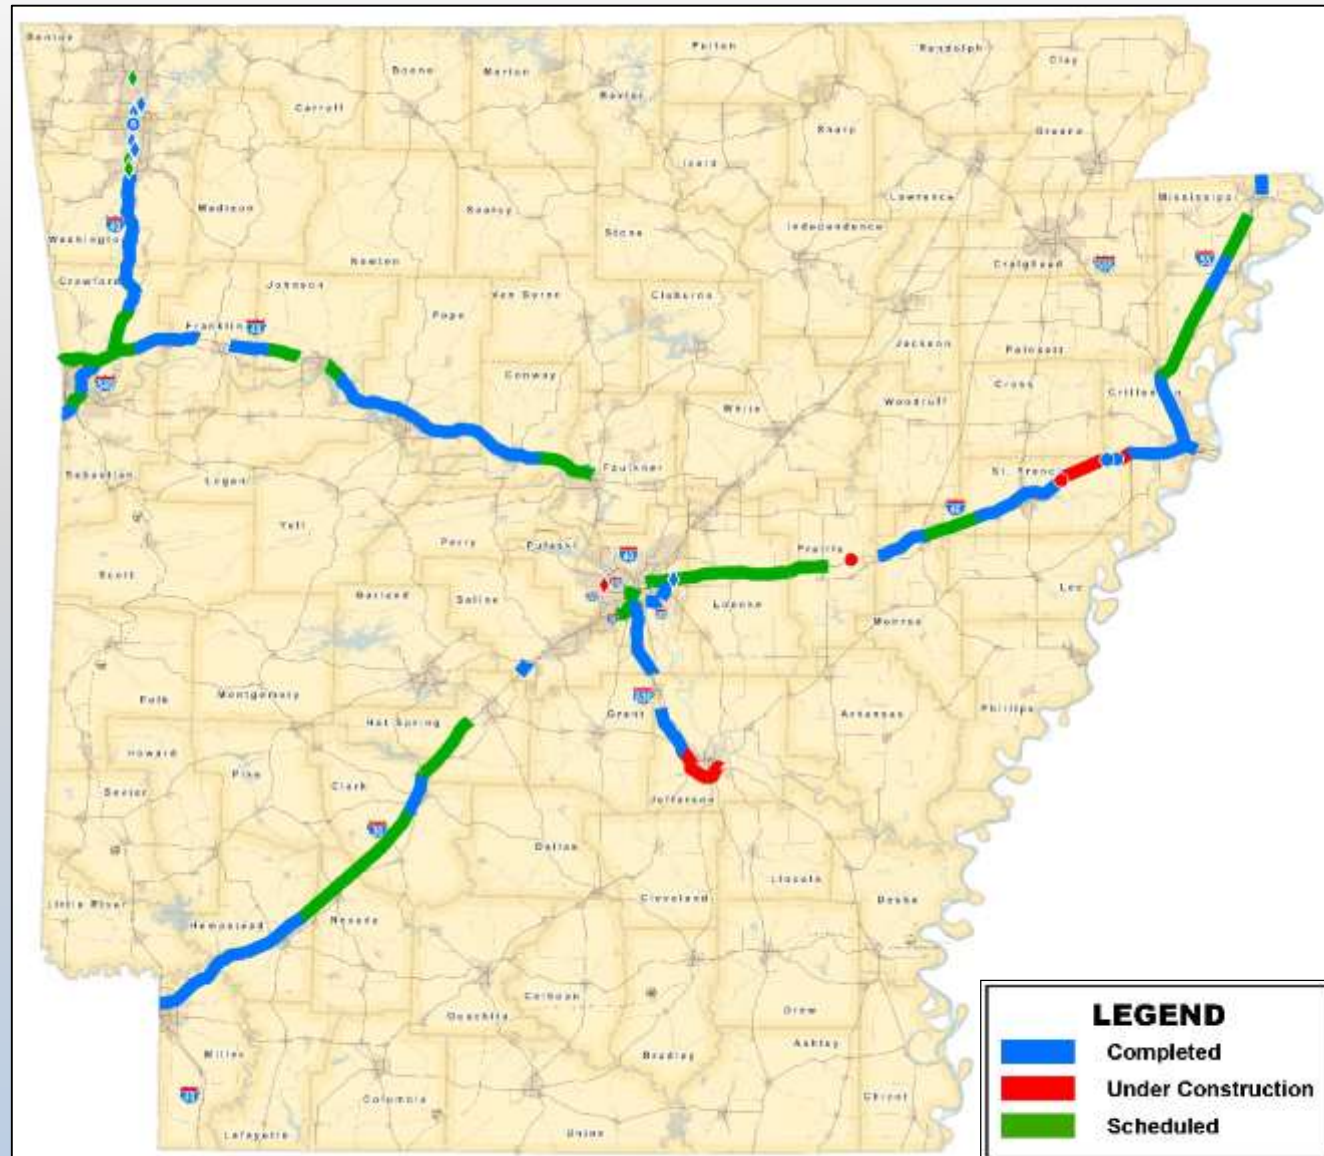 Benton
Boone
Marion
Fulton
Randolph
Clay
Carroll
Baxter
Sharp
Greene
Izard
Lawrence
Mississippi
Madison
Searcy
Stone
Independence
Washington
Newton
Craighead
Crawford
Johnson
Van Buren
Cleburne
Franklin
Pope
Jackson
Poinsett
Conway
Cross
Crittenden
White
Woodruff
Sebastian
Logan
Faulkner
St. Francis
Yell
Perry
Pulaski
Prairie
Scott
Garland
Saline
Lonoke
Lee
Monroe
Polk
Montgomery
Hot Spring
Grant
Arkansas
Phillips
Howard
Pike
Clark
Sevier
Jefferson
Dallas
Lincoln
Little River
Hempstead
Nevada
Cleveland
Desha
Calhoun
Ouachita
Drew
Miller
Bradley
Ashley
Columbia
Chicot
Lafayette
Union
LEGEND
Completed
Under Construction
Scheduled